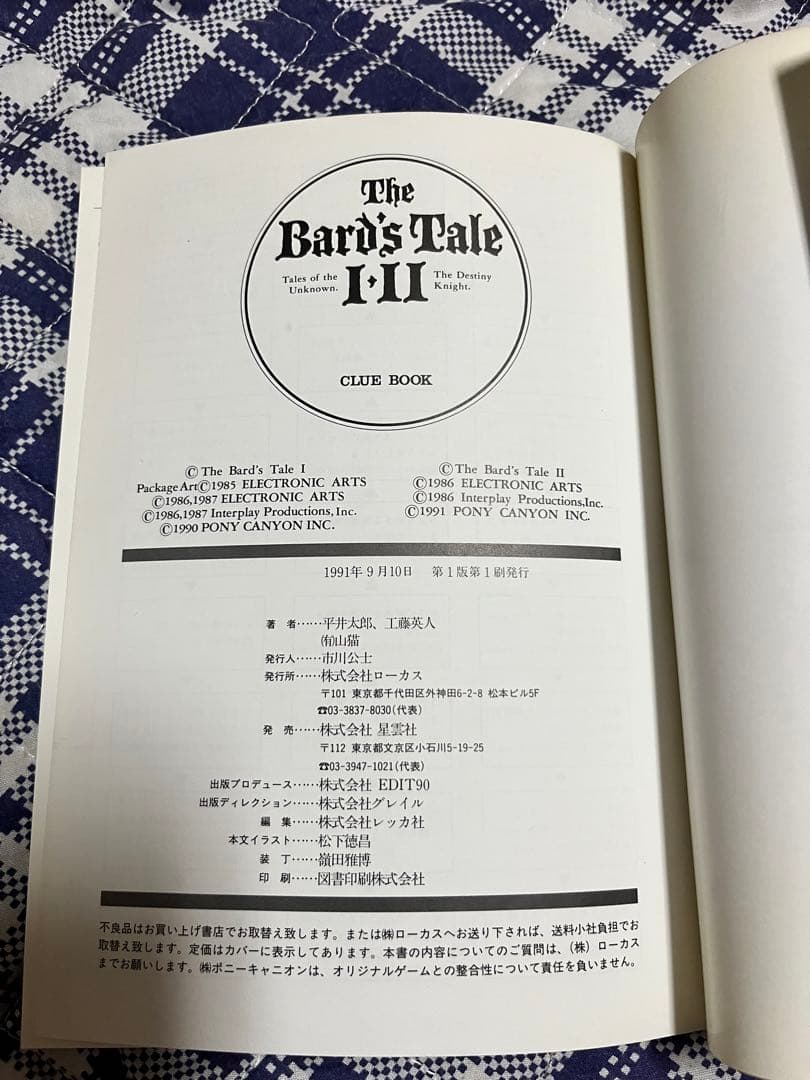 The
Bard's Tale
Tales of the Unknown.
I・II
The Destiny Knight.
CLUE BOOK
© The Bard's Tale I
Package Art©1985 ELECTRONIC ARTS
©1986,1987 ELECTRONIC ARTS
©1986,1987 Interplay Productions, Inc.
©1990 PONY CANYON INC.
© The Bard's Tale II
©1986 ELECTRONIC ARTS
©1986 Interplay Productions,Inc.
©1991 PONY CANYON INC.
1991年9月10日 第1版第1刷発行
著者……平井太郎、工藤英人
㈲山猫
発行人……市川公士
発行所……株式会社ローカス
〒101 東京都千代田区外神田6-2-8 松本ビル5F
☎03-3837-8030(代表)
発売……株式会社 星雲社
〒112 東京都文京区小石川5-19-25
☎03-3947-1021(代表)
出版プロデュース……株式会社 EDIT90
出版ディレクション……株式会社グレイル
編集……株式会社レッカ社
本文イラスト……松下徳昌
装丁……嶺田雅博
印刷……図書印刷株式会社
不良品はお買い上げ書店でお取替え致します。または㈱ローカスへお送り下されば、送料小社負担でお
取替え致します。定価はカバーに表示してあります。本書の内容についてのご質問は、(株)ローカス
までお願いします。㈱ポニーキャニオンは、オリジナルゲームとの整合性について責任を負いません。